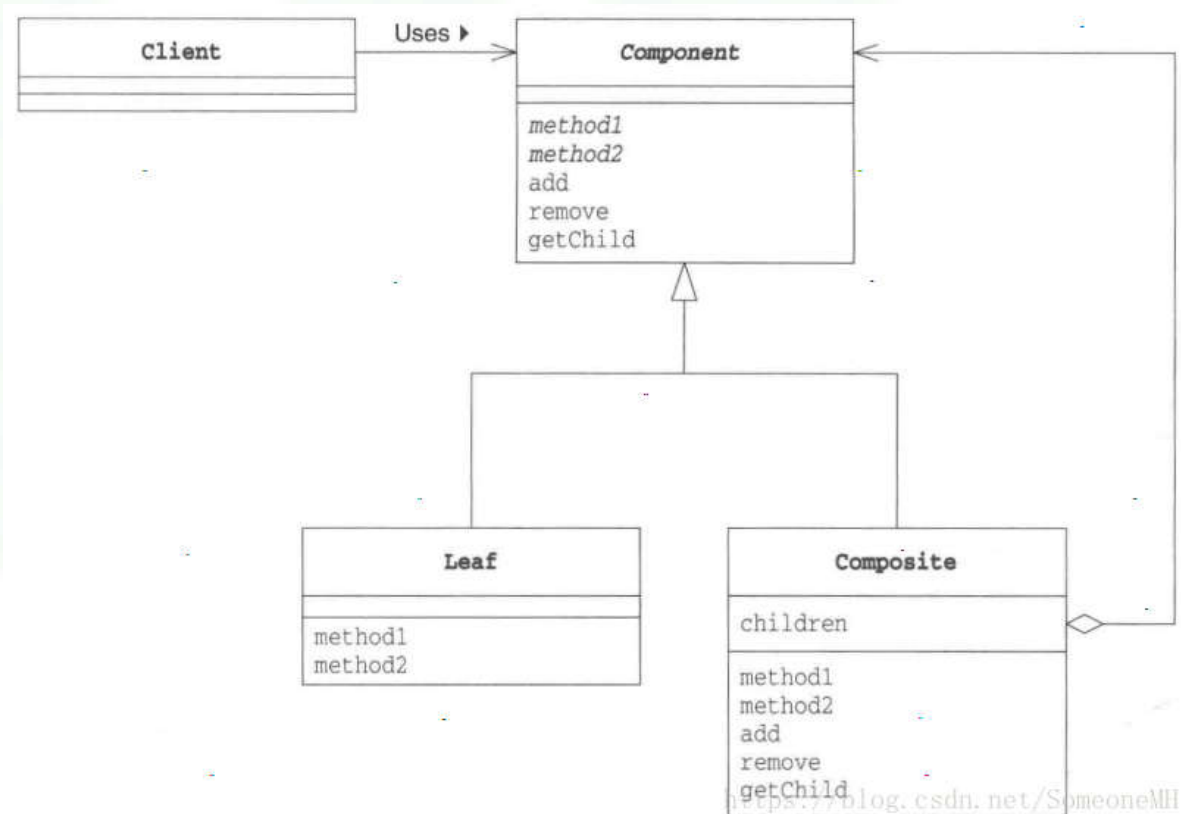 Client
Uses
Component
method1
method2
add
remove
getChild
Leaf
method1
method2
Composite
children
method1
method2
add
remove
getChild
https://blog.csdn.net/SomeoneMH